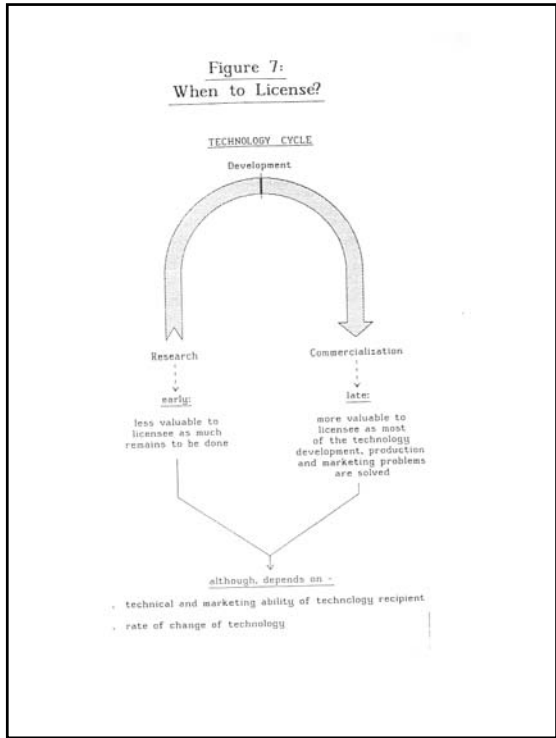 Figure 7:
When to License?
TECHNOLOGY CYCLE
Development
Research
Commercialization
early:
less valuable to
licensee as much
remains to be done
late:
more valuable to
licensee as most
of the technology
development, production
and marketing problems
are solved
although, depends on -
. technical and marketing ability of technology recipient
. rate of change of technology